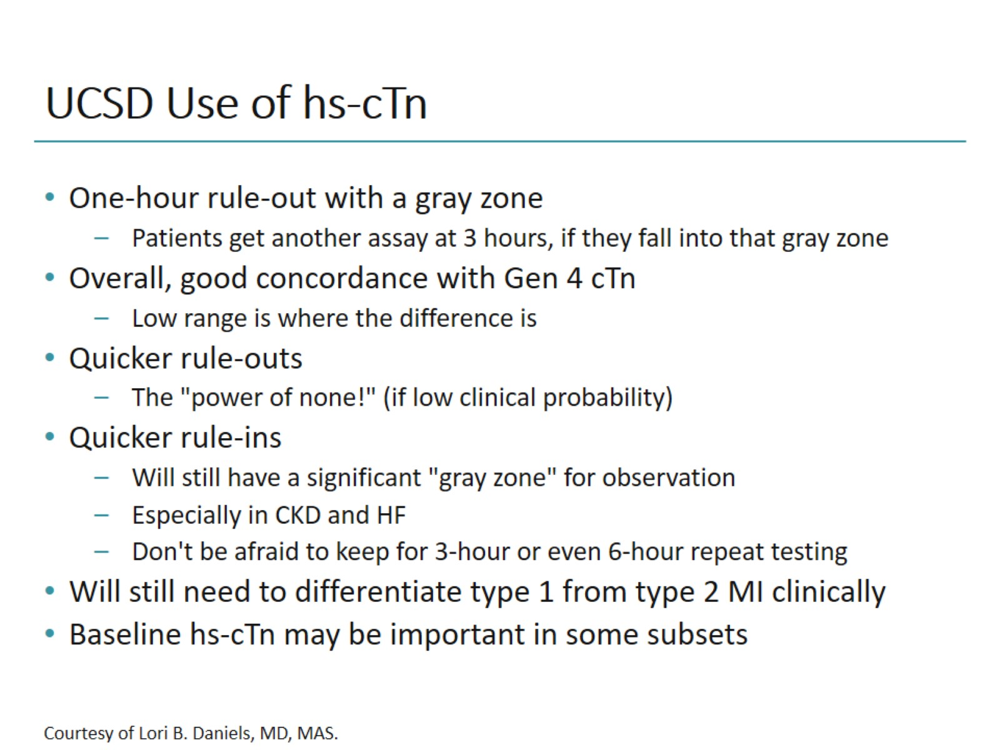 UCSD Use of hs-cTn
• One-hour rule-out with a gray zone
– Patients get another assay at 3 hours, if they fall into that gray zone
• Overall, good concordance with Gen 4 cTn
– Low range is where the difference is
• Quicker rule-outs
– The "power of none!" (if low clinical probability)
• Quicker rule-ins
– Will still have a significant "gray zone" for observation
– Especially in CKD and HF
– Don't be afraid to keep for 3-hour or even 6-hour repeat testing
• Will still need to differentiate type 1 from type 2 MI clinically
• Baseline hs-cTn may be important in some subsets
Courtesy of Lori B. Daniels, MD, MAS.